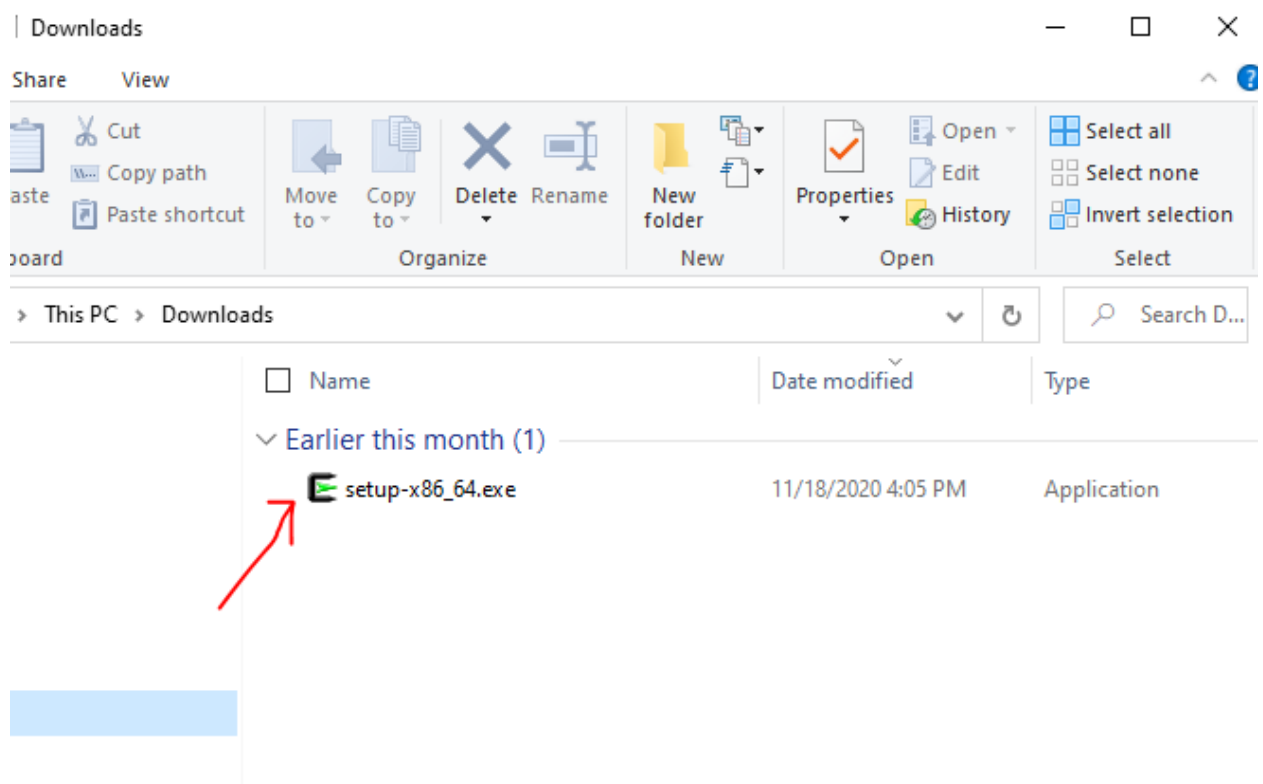 Downloads
Share View
Cut
Copy path
aste
Paste shortcut
Move to
Copy to
Delete
Rename
New folder
Properties
Open
Edit
History
Select all
Select none
Invert selection
oard
Organize
New
Open
Select
This PC Downloads
Search D...
Name Date modified Type
Earlier this month (1)
setup-x86_64.exe 11/18/2020 4:05 PM Application